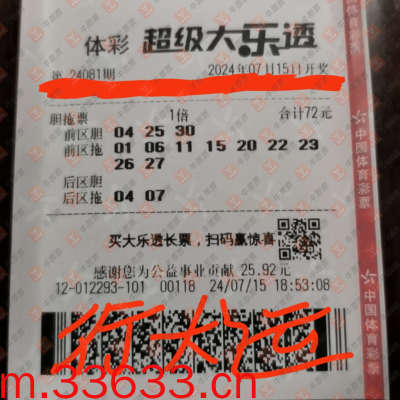 体彩 超级大乐透
第 24081期 2024年07月15日开奖
胆拖票 1倍 合计72元
前区胆 04 25 30
前区拖 01 06 11 15 20 22 23
26 27
后区胆
后区拖 04 07
买大乐透长票，扫码赢惊喜
感谢您为公益事业贡献 25.92元
12-012293-101 00118 24/07/15 18:53:08
行大运
m.33633.cn
中国体育彩票
中国体育彩票